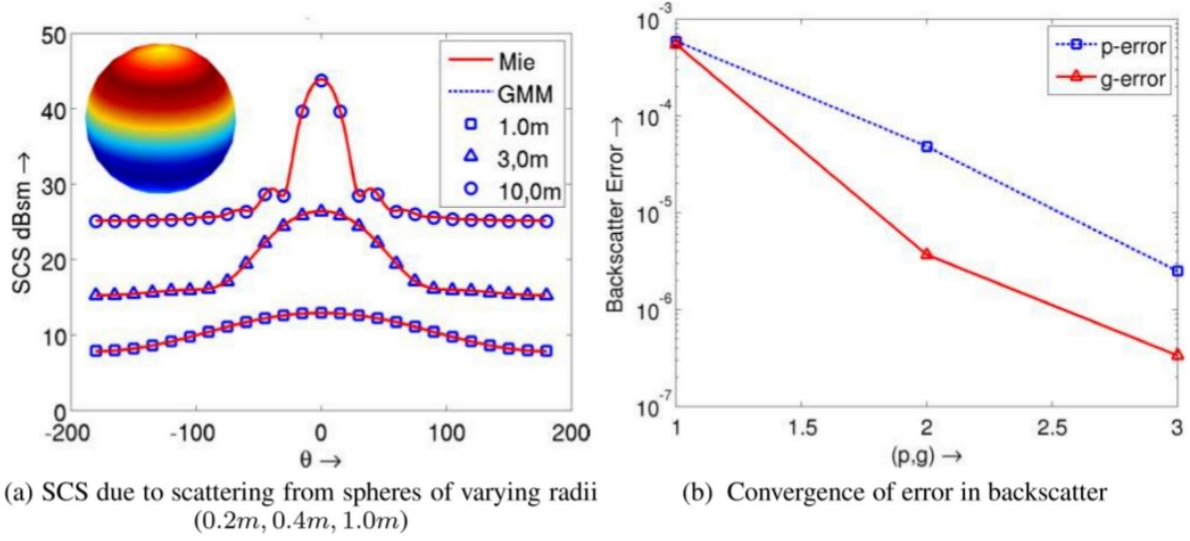 50
40
30
20
10
0
-200
-100
0
100
200
SCS dBsm →
θ →
Mie
GMM
1.0m
3,0m
10,0m
(a) SCS due to scattering from spheres of varying radii
(0.2m, 0.4m, 1.0m)
10^-3
10^-4
10^-5
10^-6
10^-7
1
1.5
2
2.5
3
Backscatter Error →
(p,g) →
p-error
g-error
(b) Convergence of error in backscatter